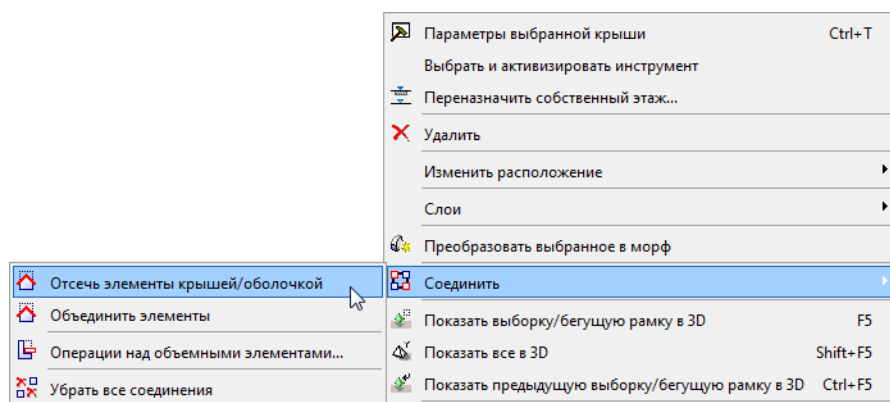 Параметры выбранной крыши Ctrl+T
Выбрать и активизировать инструмент
Переназначить собственный этаж...
Удалить
Изменить расположение
Слои
Преобразовать выбранное в морф
Соединить
Показать выборку/бегущую рамку в 3D F5
Показать все в 3D Shift+F5
Показать предыдущую выборку/бегущую рамку в 3D Ctrl+F5
Отсечь элементы крышей/оболочкой
Объединить элементы
Операции над объемными элементами...
Убрать все соединения